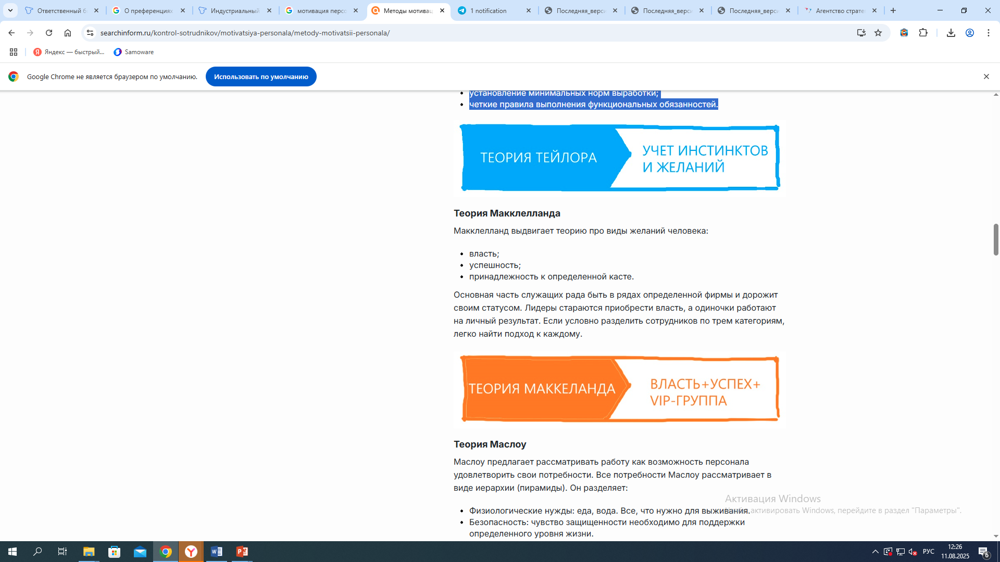 Ответственный б
О преференциях
Индустриальный
мотивация персо
Методы мотивац
1 notification
Последняя_верси
Последняя_верси
Последняя_верси
Агентство страте
searchinform.ru/kontrol-sotrudnikov/motivatsiya-personala/metody-motivatsii-personala/
Яндекс — быстрый...
Samoware
Google Chrome не является браузером по умолчанию.
Использовать по умолчанию
установление минимальных норм выработки;
четкие правила выполнения функциональных обязанностей.
ТЕОРИЯ ТЕЙЛОРА
УЧЕТ ИНСТИНКТОВ
И ЖЕЛАНИЙ
Теория Макклелланда
Макклелланд выдвигает теорию про виды желаний человека:
власть;
успешность;
принадлежность к определенной касте.
Основная часть служащих рада быть в рядах определенной фирмы и дорожит
своим статусом. Лидеры стараются приобрести власть, а одиночки работают
на личный результат. Если условно разделить сотрудников по трем категориям,
легко найти подход к каждому.
ТЕОРИЯ МАККЕЛАНДА
ВЛАСТЬ+УСПЕХ+
VIP-ГРУППА
Теория Маслоу
Маслоу предлагает рассматривать работу как возможность персонала
удовлетворить свои потребности. Все потребности Маслоу рассматривает в
виде иерархии (пирамиды). Он разделяет:
Физиологические нужды: еда, вода. Все, что нужно для выживания.
Безопасность: чувство защищенности необходимо для поддержки
определенного уровня жизни.
Активация Windows
Чтобы активировать Windows, перейдите в раздел "Параметры".
РУС
12:26
11.08.2025
6